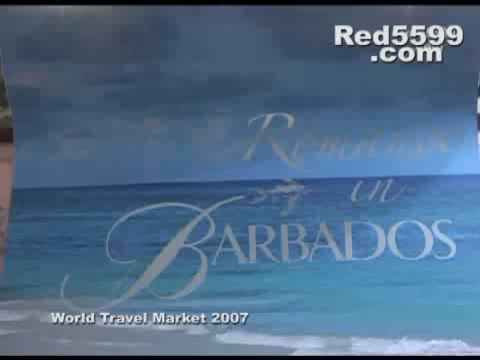 Red5599
.com
Romance
in
BARBADOS
World Travel Market 2007